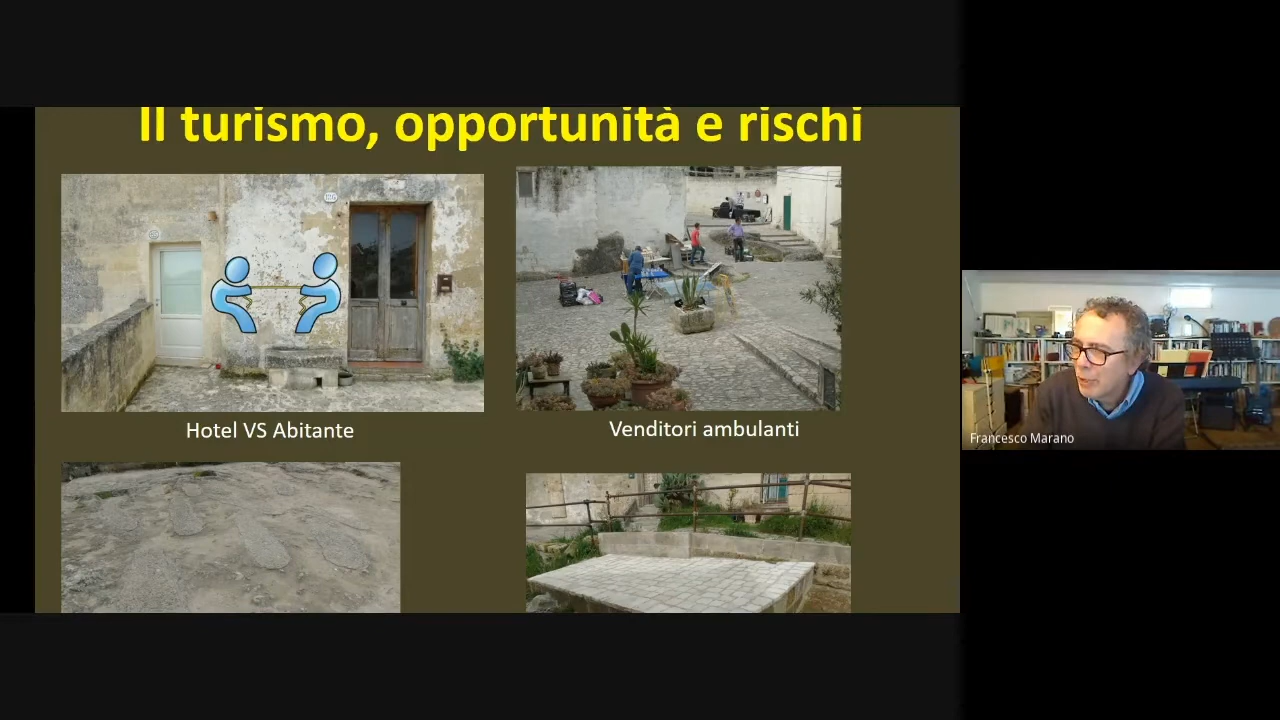 Il turismo, opportunità e rischi
Hotel VS Abitante
Venditori ambulanti
Francesco Marano